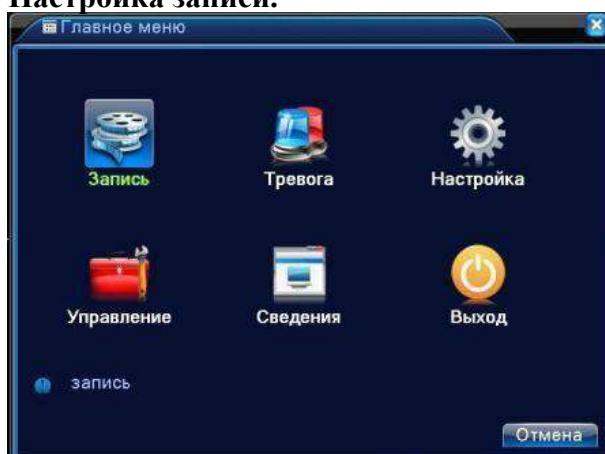 Настройка записи.
Главное меню
Запись Тревога Настройка
Управление Сведения Выход
запись
Отмена